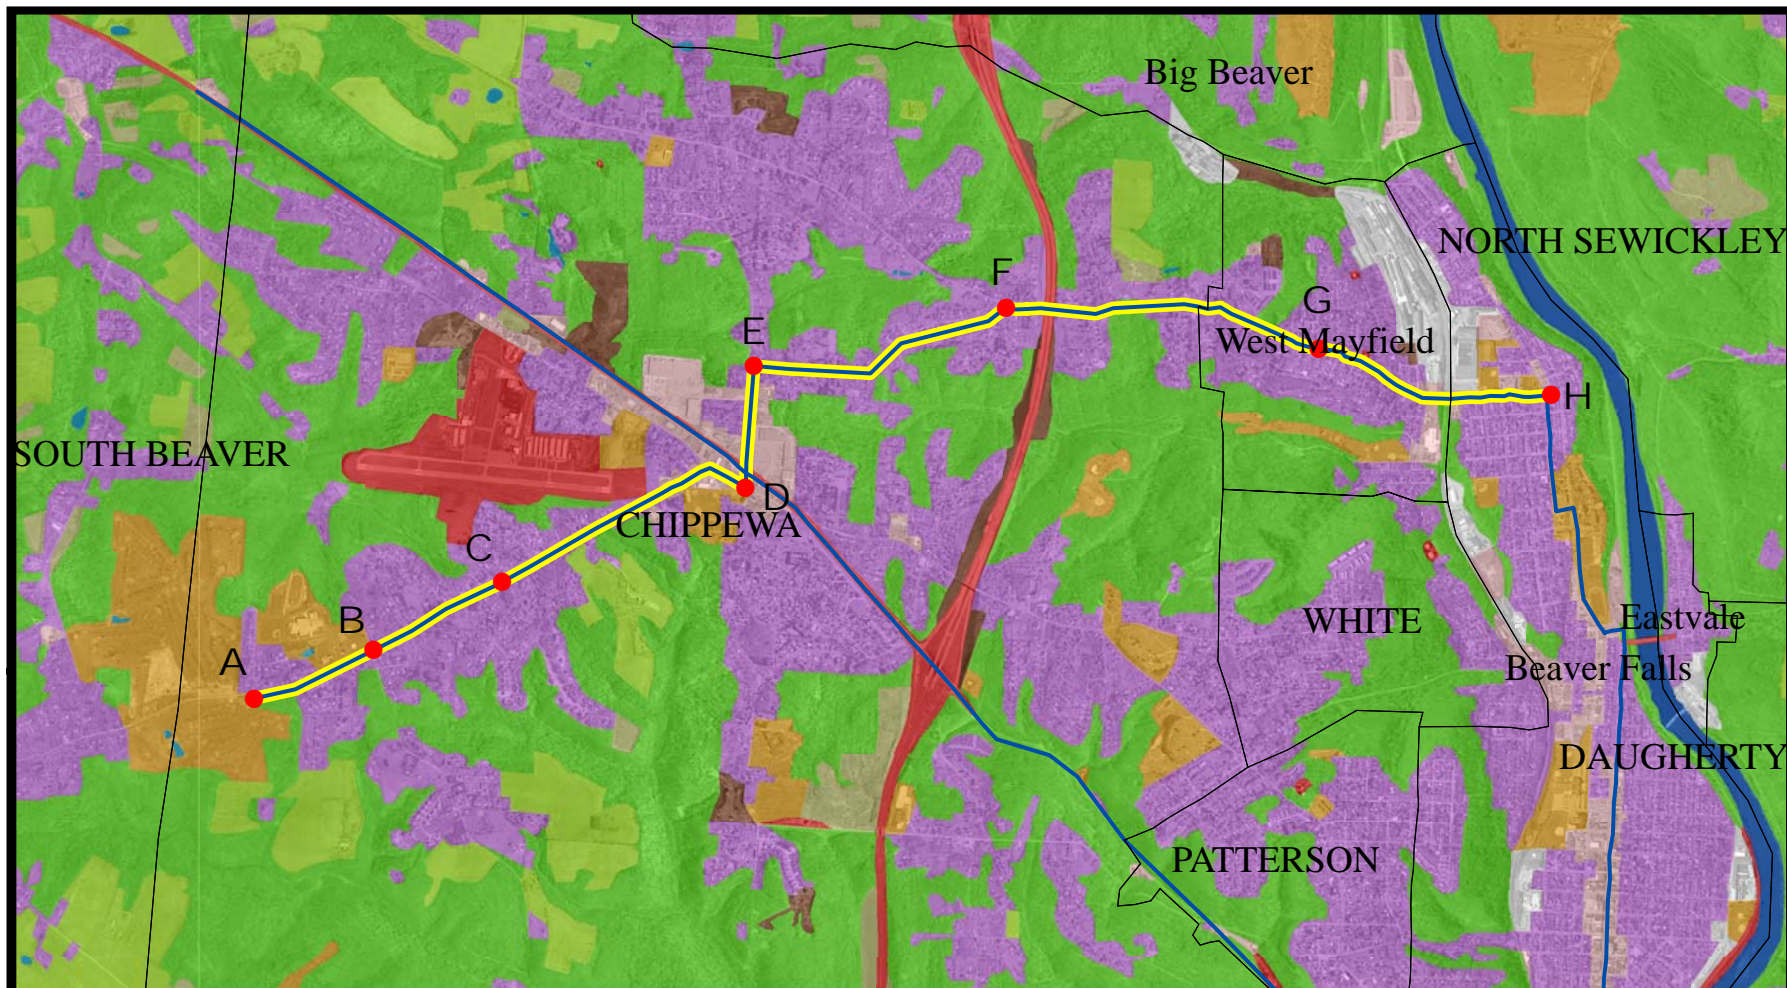 Big Beaver
NORTH SEWICKLEY
F
G
E
West Mayfield
H
SOUTH BEAVER
D
CHIPPEWA
C
B
WHITE
Eastvale
A
Beaver Falls
DAUGHERTY
PATTERSON